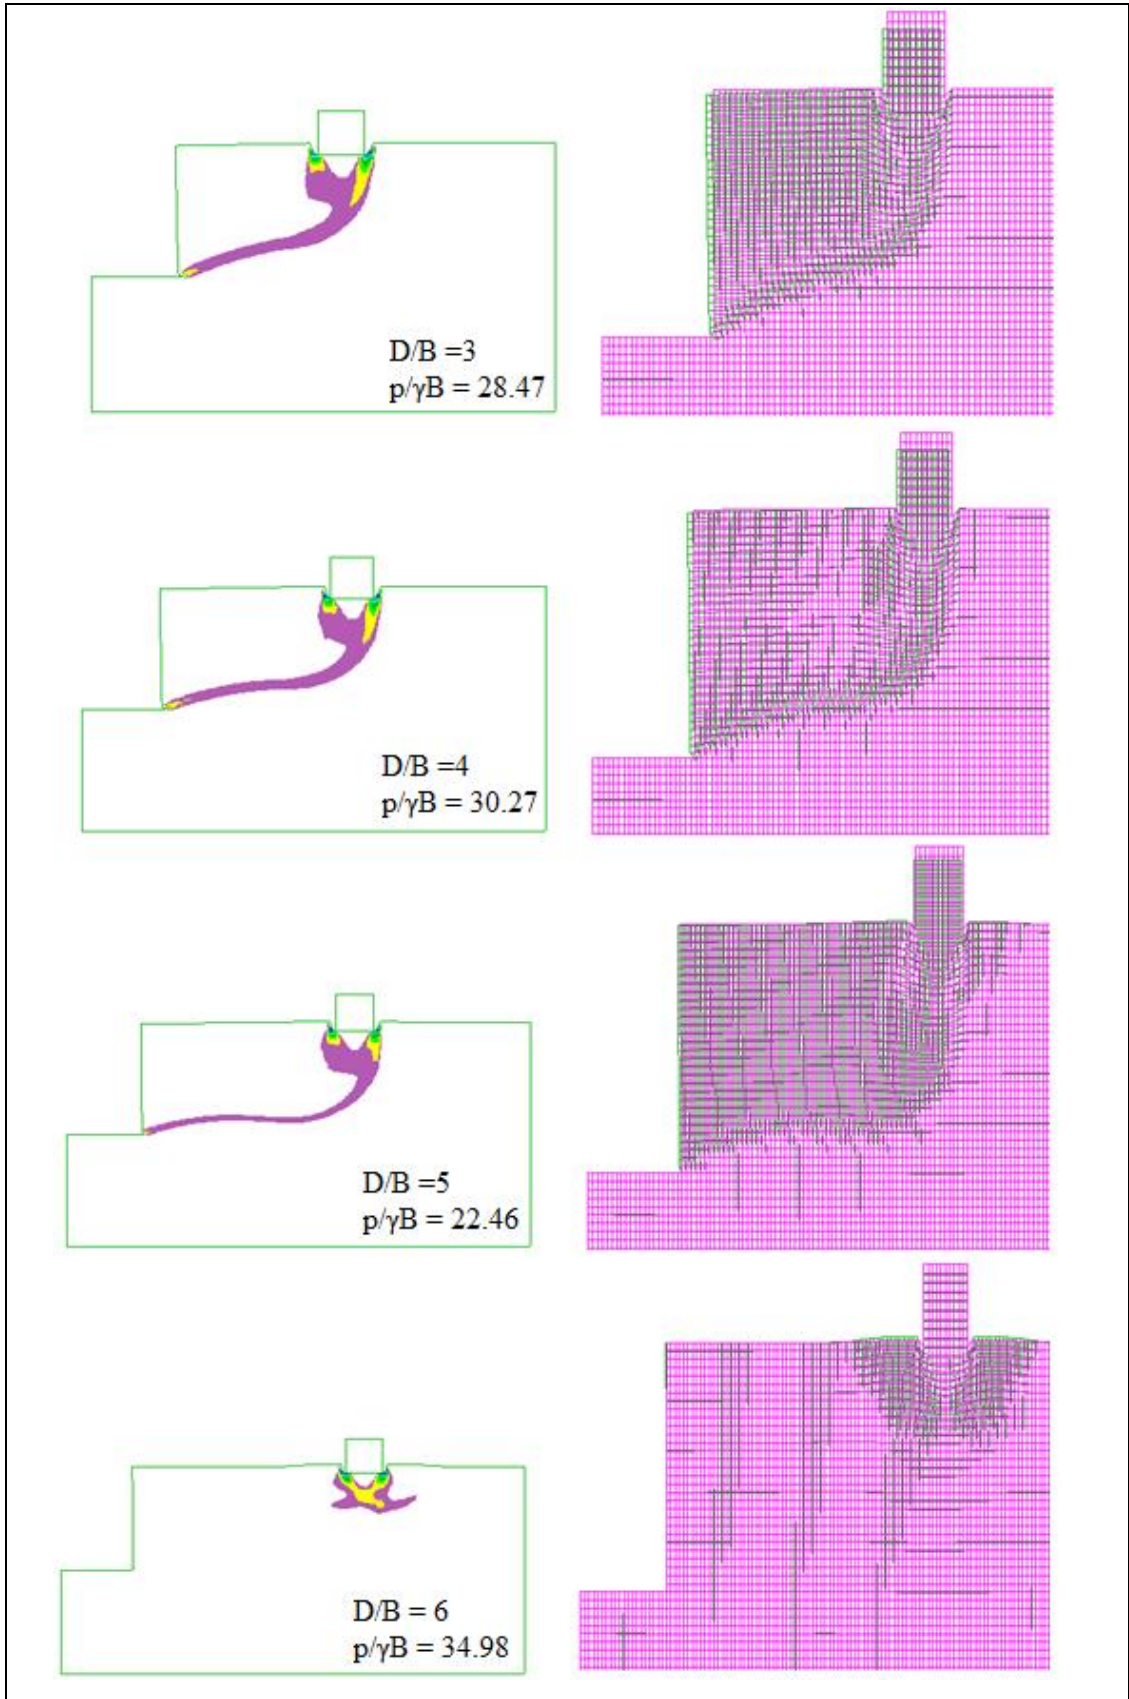 D/B =3
p/γB = 28.47
D/B =4
p/γB = 30.27
D/B =5
p/γB = 22.46
D/B = 6
p/γB = 34.98